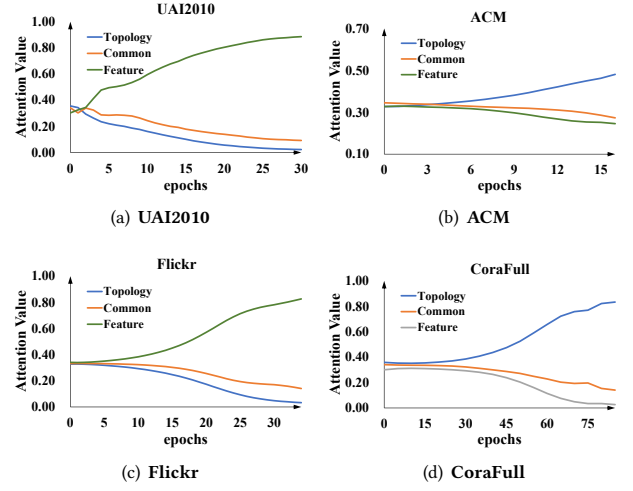 UAI2010
1.00
0.80
0.60
0.40
0.20
0.00
Attention Value
Topology
Common
Feature
0 5 10 15 20 25 30
epochs
(a) UAI2010
ACM
0.70
0.50
0.30
0.10
Attention Value
Topology
Common
Feature
0 3 6 9 12 15
epochs
(b) ACM
Flickr
1.00
0.80
0.60
0.40
0.20
0.00
Attention Value
Topology
Common
Feature
0 5 10 15 20 25 30
epochs
(c) Flickr
CoraFull
1.00
0.80
0.60
0.40
0.20
0.00
Attention Value
Topology
Common
Feature
0 15 30 45 60 75
epochs
(d) CoraFull